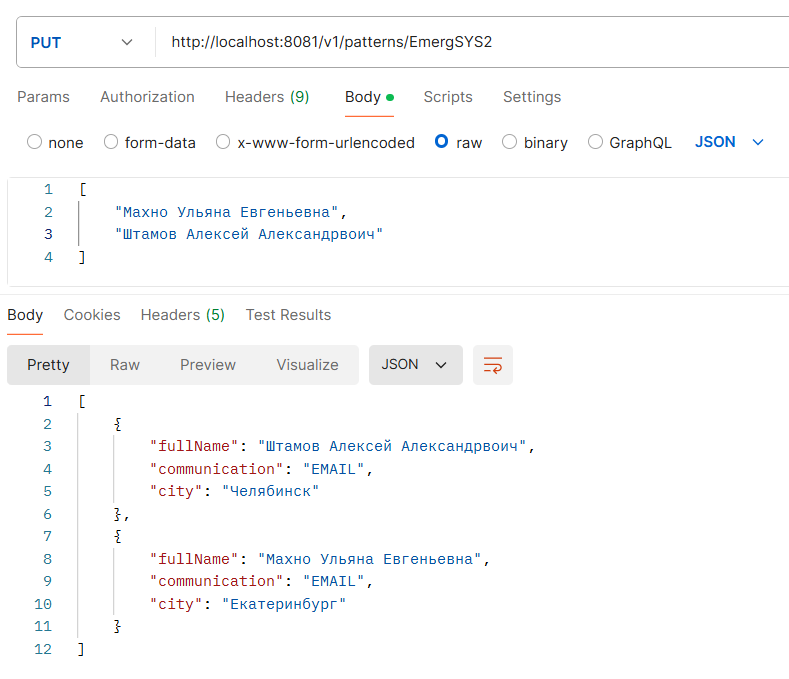 PUT http://localhost:8081/v1/patterns/EmergSYS2
Params Authorization Headers (9) Body Scripts Settings
none form-data x-www-form-urlencoded raw binary GraphQL JSON
1 [
2 "Махно Ульяна Евгеньевна",
3 "Штамов Алексей Александрвоич"
4 ]
Body Cookies Headers (5) Test Results
Pretty Raw Preview Visualize JSON
1 [
2 {
3 "fullName": "Штамов Алексей Александрвоич",
4 "communication": "EMAIL",
5 "city": "Челябинск"
6 },
7 {
8 "fullName": "Махно Ульяна Евгеньевна",
9 "communication": "EMAIL",
10 "city": "Екатеринбург"
11 }
12 ]